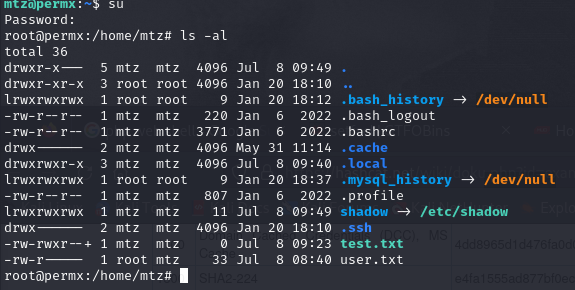 mtz@permx:~$ su
Password:
root@permx:/home/mtz# ls -al
total 36
drwxr-x--- 5 mtz mtz 4096 Jul 8 09:49 .
drwxr-xr-x 3 root root 4096 Jan 20 18:10 ..
lrwxrwxrwx 1 root root 9 Jan 20 18:12 .bash_history -> /dev/null
-rw-r--r-- 1 mtz mtz 220 Jan 6 2022 .bash_logout
-rw-r--r-- 1 mtz mtz 3771 Jan 6 2022 .bashrc
drwx------ 2 mtz mtz 4096 May 31 11:14 .cache
drwxrwxr-x 3 mtz mtz 4096 Jul 8 09:40 .local
lrwxrwxrwx 1 root root 9 Jan 20 18:37 .mysql_history -> /dev/null
-rw-r--r-- 1 mtz mtz 807 Jan 6 2022 .profile
lrwxrwxrwx 1 mtz mtz 11 Jul 8 09:49 shadow -> /etc/shadow
drwx------ 2 mtz mtz 4096 Jan 20 18:10 .ssh
-rw-rwxr--+ 1 mtz mtz 0 Jul 8 09:23 test.txt
-rw-r----- 1 root mtz 33 Jul 8 08:40 user.txt
root@permx:/home/mtz#